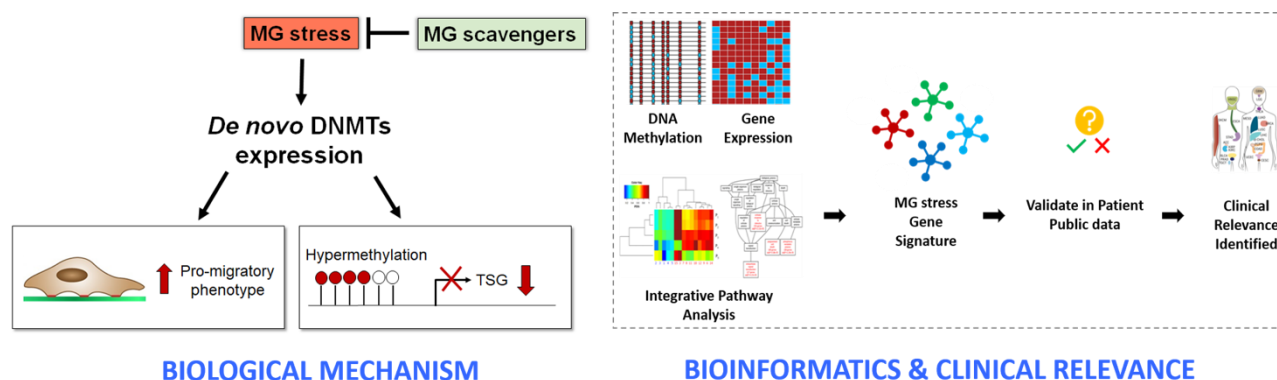 MG stress
MG scavengers
De novo DNMTs
expression
Pro-migratory
phenotype
Hypermethylation
TSG
BIOLOGICAL MECHANISM
DNA
Methylation
Gene
Expression
Integrative Pathway
Analysis
MG stress
Gene
Signature
?
Validate in Patient
Public data
Clinical
Relevance
Identified
BIOINFORMATICS & CLINICAL RELEVANCE